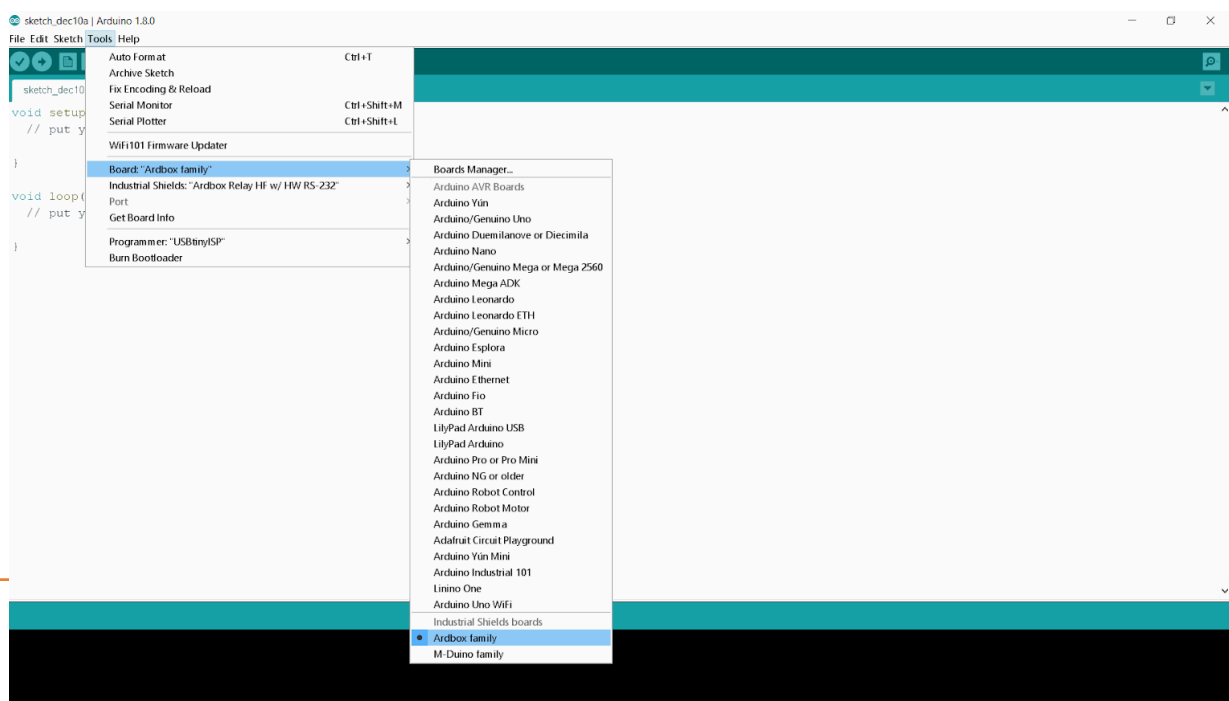 sketch_dec10a | Arduino 1.8.0
File Edit Sketch Tools Help
sketch_dec10
void setup
// put y
}
void loop(
// put y
}
Auto Format Ctrl+T
Archive Sketch
Fix Encoding & Reload
Serial Monitor Ctrl+Shift+M
Serial Plotter Ctrl+Shift+L
WiFi101 Firmware Updater
Board: "Ardbox family"
Industrial Shields: "Ardbox Relay HF w/ HW RS-232"
Port
Get Board Info
Programmer: "USBtinyISP"
Burn Bootloader
Boards Manager...
Arduino AVR Boards
Arduino Yún
Arduino/Genuino Uno
Arduino Duemilanove or Diecimila
Arduino Nano
Arduino/Genuino Mega or Mega 2560
Arduino Mega ADK
Arduino Leonardo
Arduino Leonardo ETH
Arduino/Genuino Micro
Arduino Esplora
Arduino Mini
Arduino Ethernet
Arduino Fio
Arduino BT
LilyPad Arduino USB
LilyPad Arduino
Arduino Pro or Pro Mini
Arduino NG or older
Arduino Robot Control
Arduino Robot Motor
Arduino Gemma
Adafruit Circuit Playground
Arduino Yún Mini
Arduino Industrial 101
Linino One
Arduino Uno WiFi
Industrial Shields boards
Ardbox family
M-Duino family